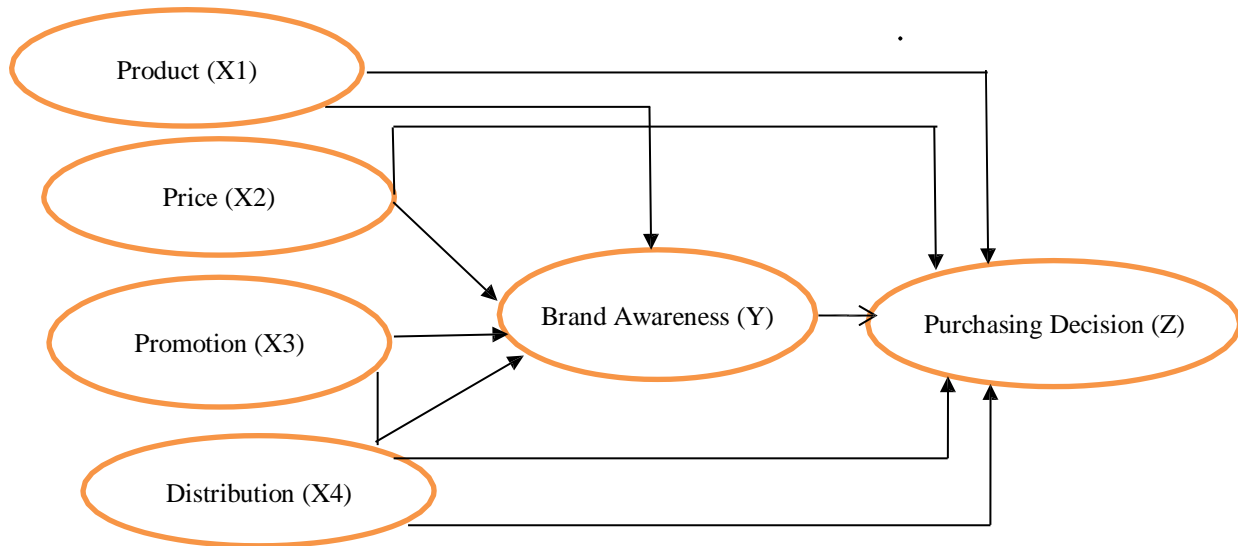 Product (X1)
Price (X2)
Promotion (X3)
Distribution (X4)
Brand Awareness (Y)
Purchasing Decision (Z)